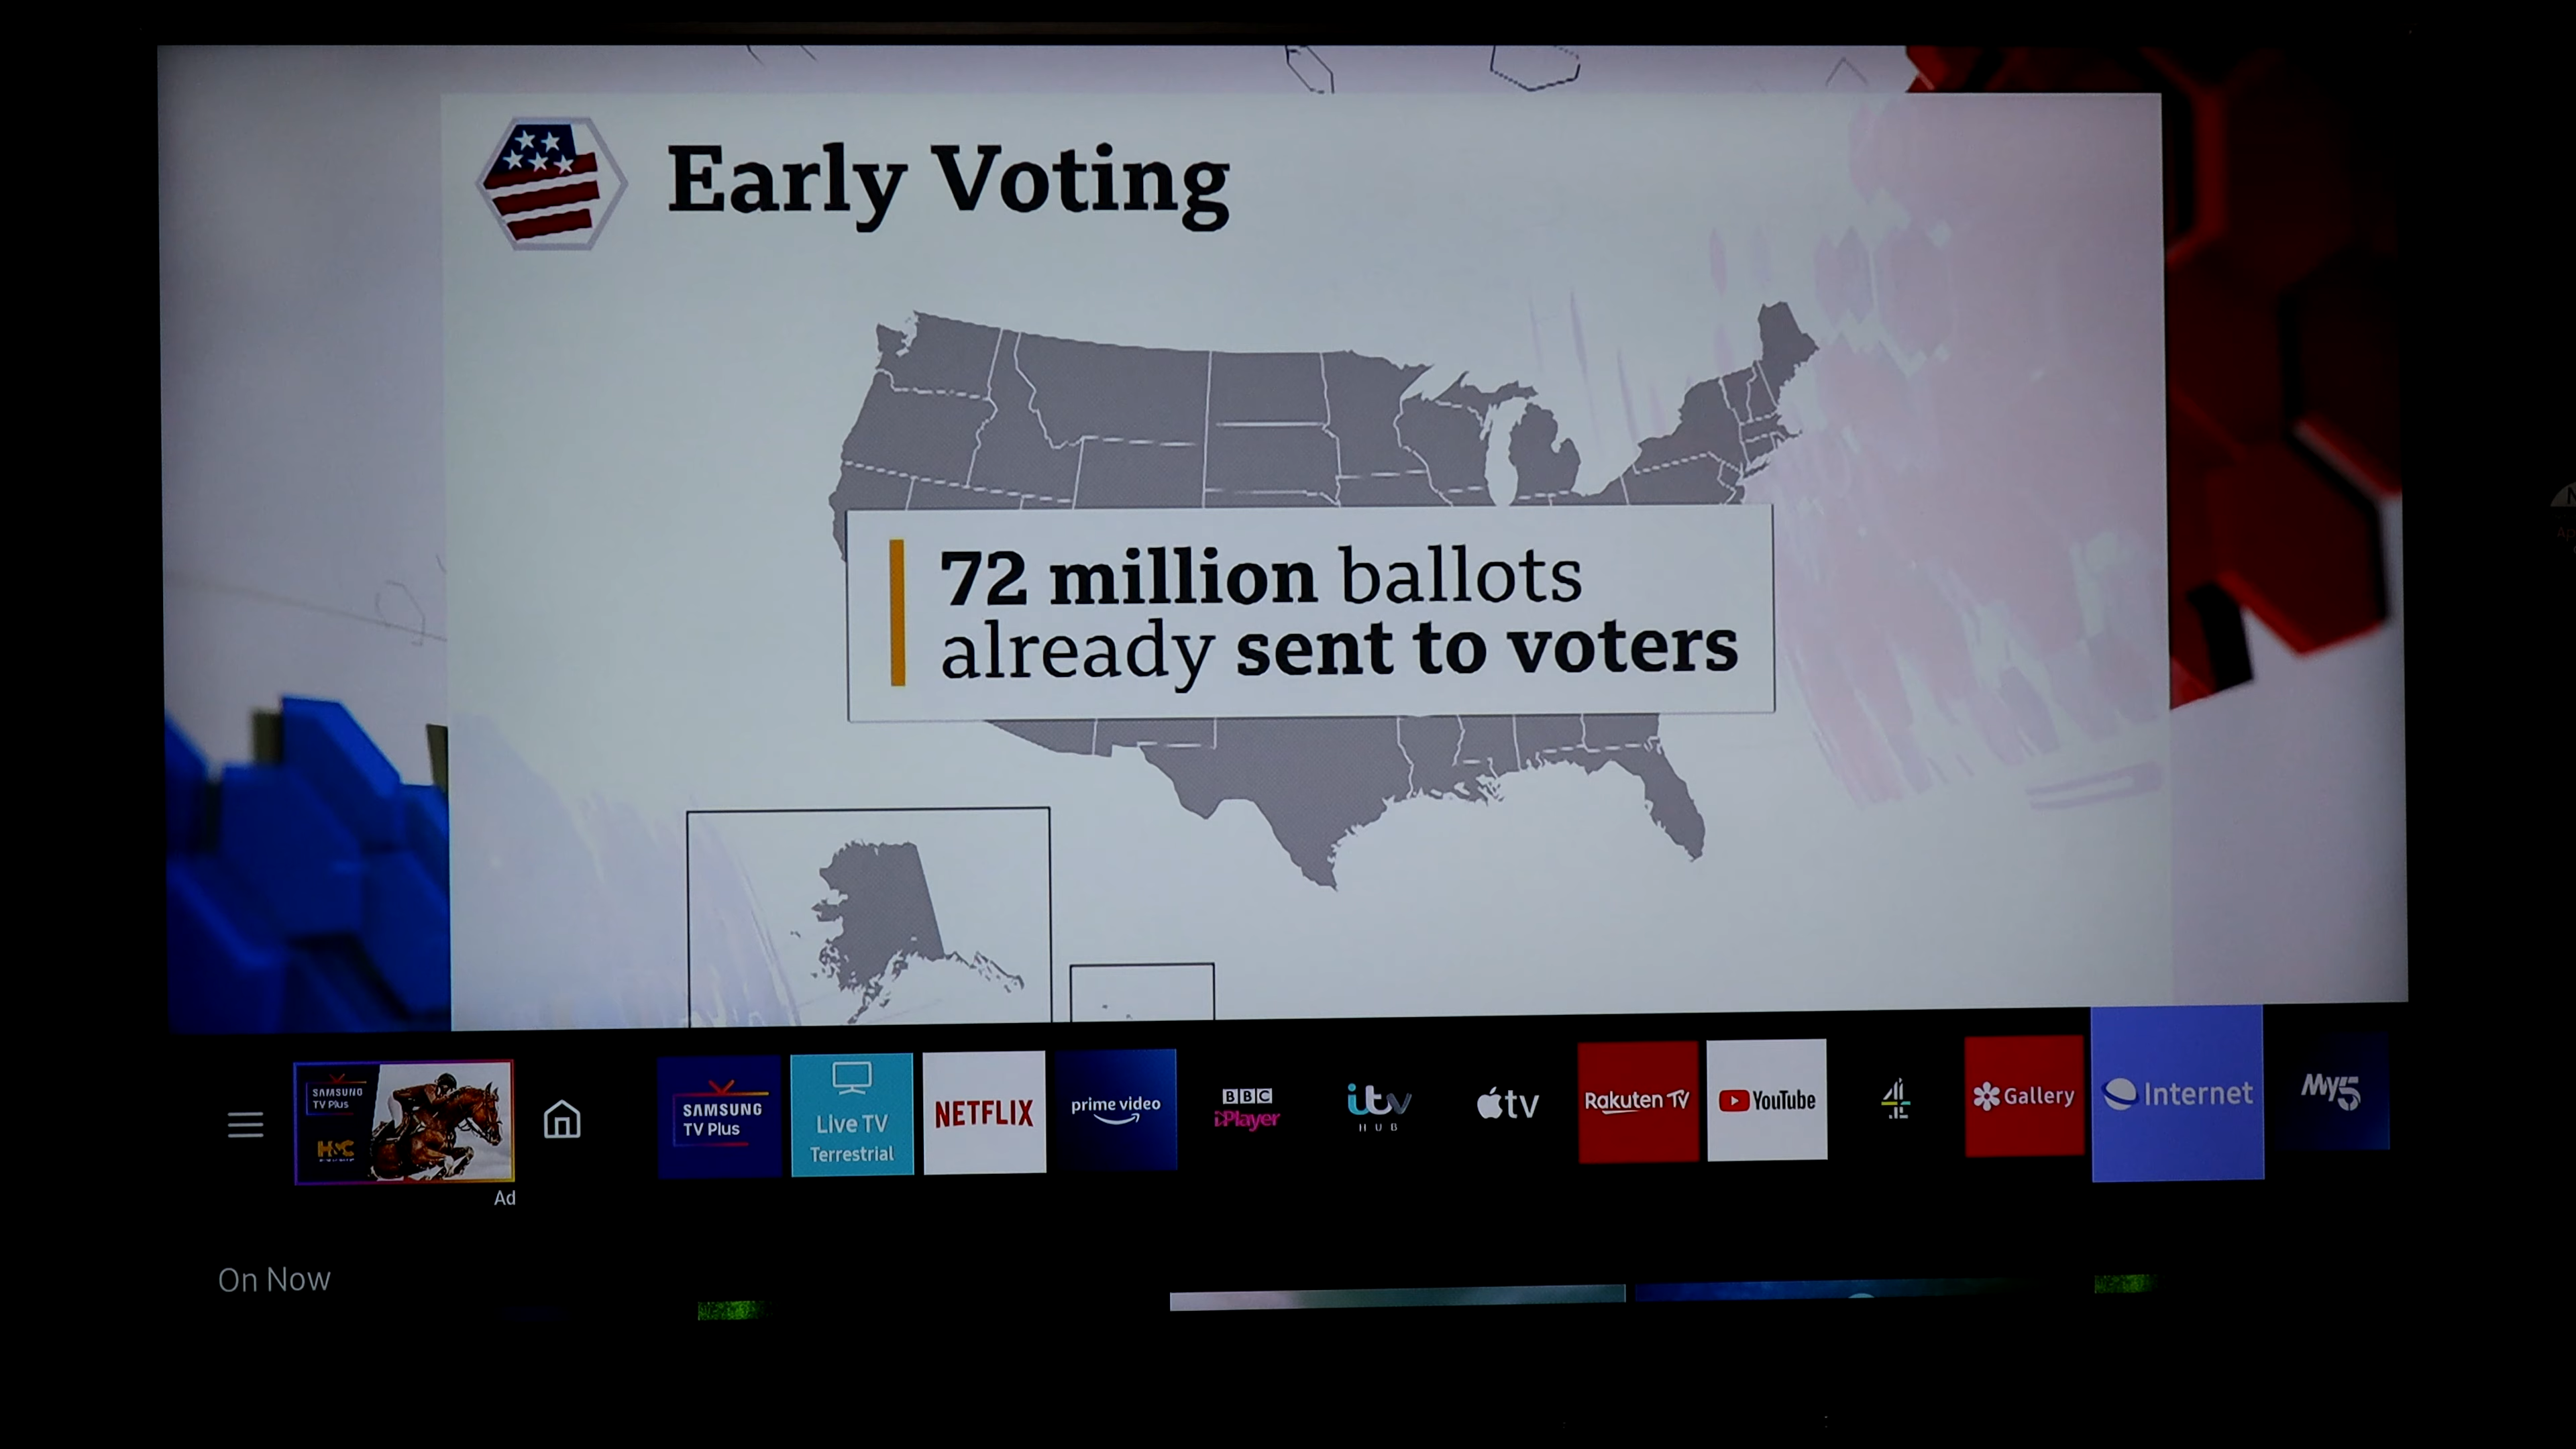 Early Voting
72 million ballots
already sent to voters
SAMSUNG
TV Plus
H&C
Ad
SAMSUNG
TV Plus
Live TV
Terrestrial
NETFLIX
prime video
BBC
iPlayer
itv
HUB
tv
Rakuten TV
YouTube
4
Gallery
Internet
My5
On Now